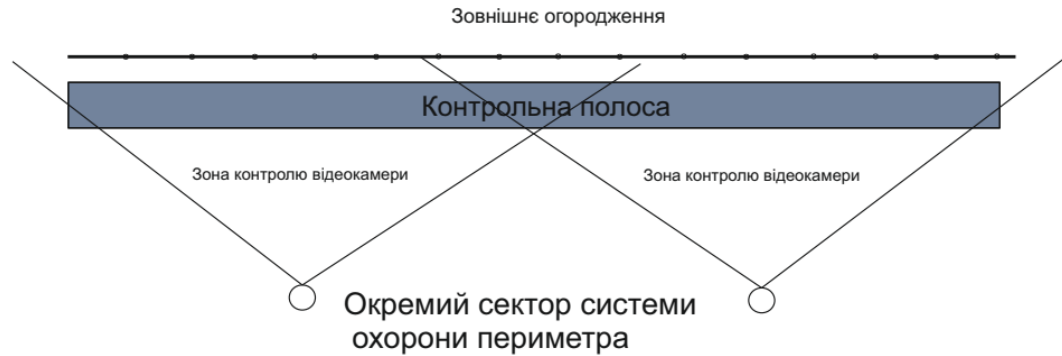 Зовнішнє огородження
Контрольна полоса
Зона контролю відеокамери
Зона контролю відеокамери
Окремий сектор системи
охорони периметра